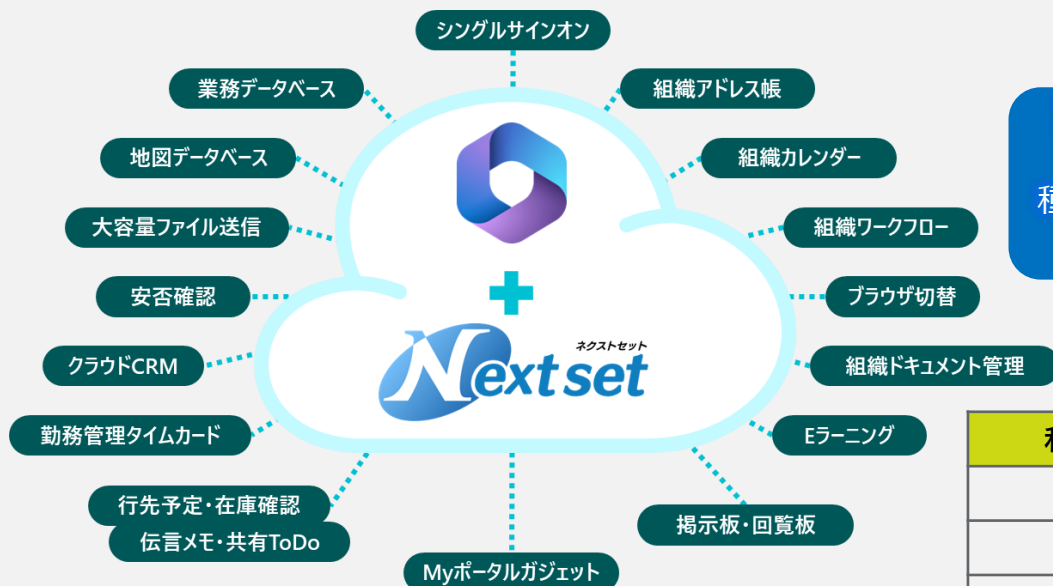 シングルサインオン
業務データベース
組織アドレス帳
地図データベース
組織カレンダー
大容量ファイル送信
組織ワークフロー
安否確認
ブラウザ切替
ネクストセット
Next set
クラウドCRM
組織ドキュメント管理
勤務管理タイムカード
Eラーニング
行先予定・在庫確認
伝言メモ・共有ToDo
掲示板・回覧板
Myポータルガジェット